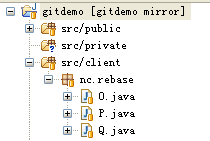 gitdemo [gitdemo mirror]
src/public
src/private
src/client
nc.rebase
O.java
P.java
Q.java